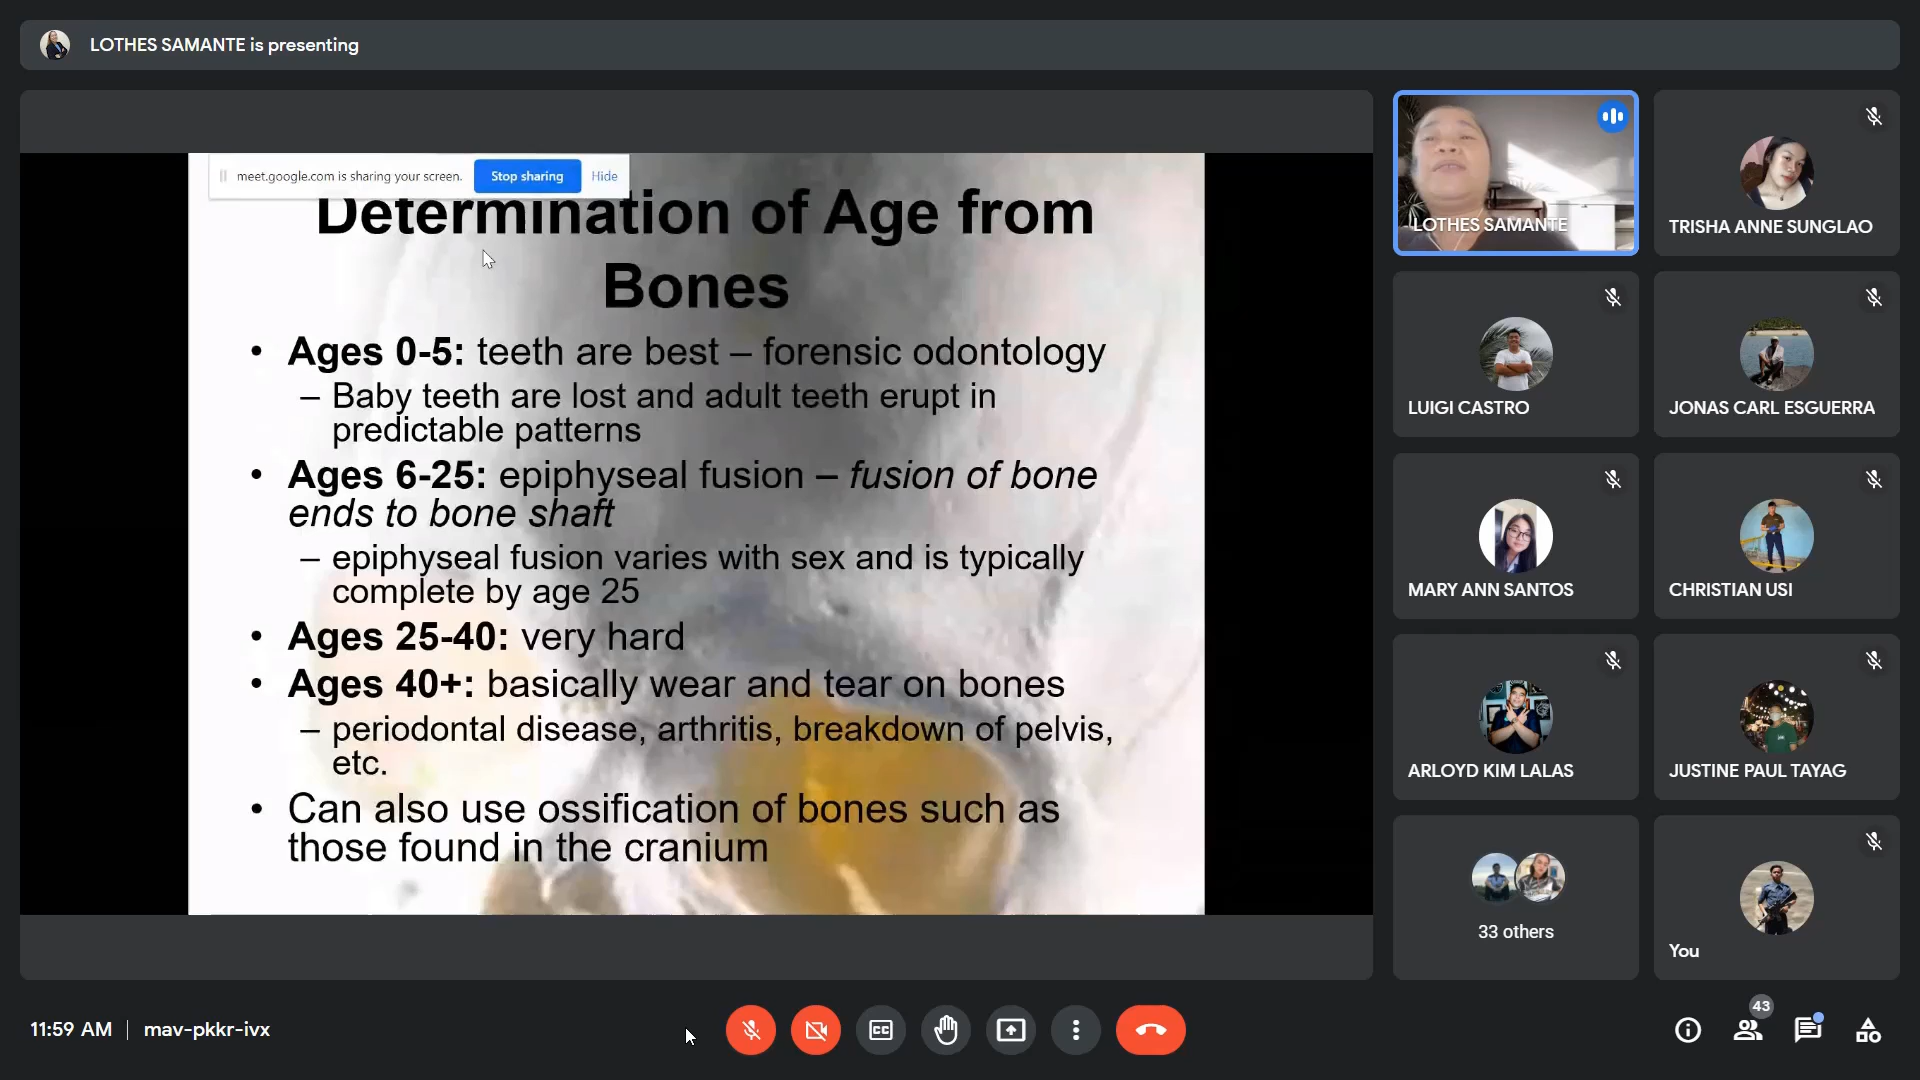 LOTHES SAMANTE is presenting
meet.google.com is sharing your screen.
Stop sharing
Hide
Determination of Age from
Bones
• Ages 0-5: teeth are best – forensic odontology
– Baby teeth are lost and adult teeth erupt in
predictable patterns
• Ages 6-25: epiphyseal fusion – fusion of bone
ends to bone shaft
– epiphyseal fusion varies with sex and is typically
complete by age 25
• Ages 25-40: very hard
• Ages 40+: basically wear and tear on bones
– periodontal disease, arthritis, breakdown of pelvis,
etc.
• Can also use ossification of bones such as
those found in the cranium
LOTHES SAMANTE
TRISHA ANNE SUNGLAO
LUIGI CASTRO
JONAS CARL ESGUERRA
MARY ANN SANTOS
CHRISTIAN USI
ARLOYD KIM LALAS
JUSTINE PAUL TAYAG
33 others
You
11:59 AM | mav-pkkr-ivx
CC
43